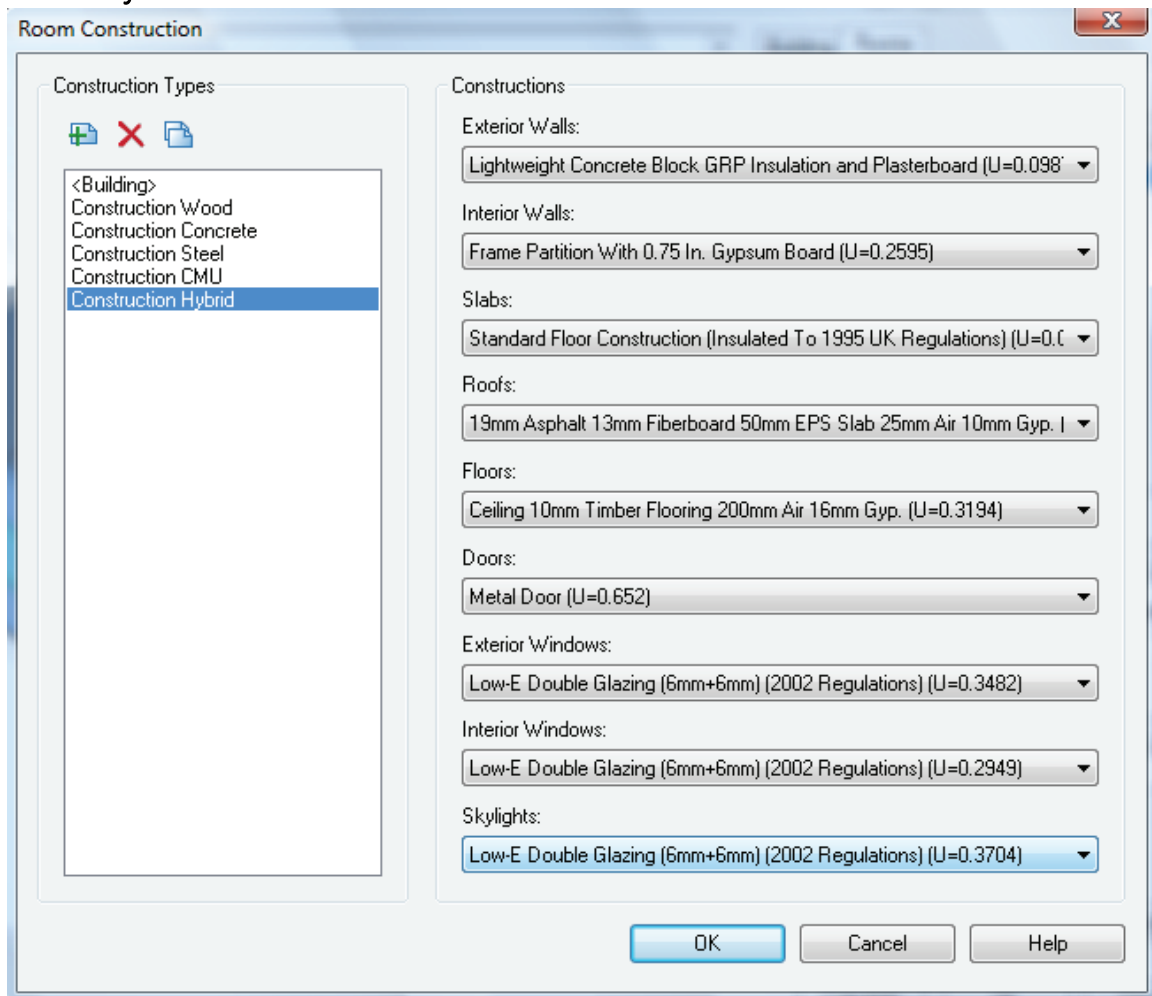 Room Construction
Construction Types
<Building>
Construction Wood
Construction Concrete
Construction Steel
Construction CMU
Construction Hybrid
Constructions
Exterior Walls:
Lightweight Concrete Block GRP Insulation and Plasterboard (U=0.098
Interior Walls:
Frame Partition With 0.75 In. Gypsum Board (U=0.2595)
Slabs:
Standard Floor Construction (Insulated To 1995 UK Regulations) (U=0.
Roofs:
19mm Asphalt 13mm Fiberboard 50mm EPS Slab 25mm Air 10mm Gyp.
Floors:
Ceiling 10mm Timber Flooring 200mm Air 16mm Gyp. (U=0.3194)
Doors:
Metal Door (U=0.652)
Exterior Windows:
Low-E Double Glazing (6mm+6mm) (2002 Regulations) (U=0.3482)
Interior Windows:
Low-E Double Glazing (6mm+6mm) (2002 Regulations) (U=0.2949)
Skylights:
Low-E Double Glazing (6mm+6mm) (2002 Regulations) (U=0.3704)
OK Cancel Help